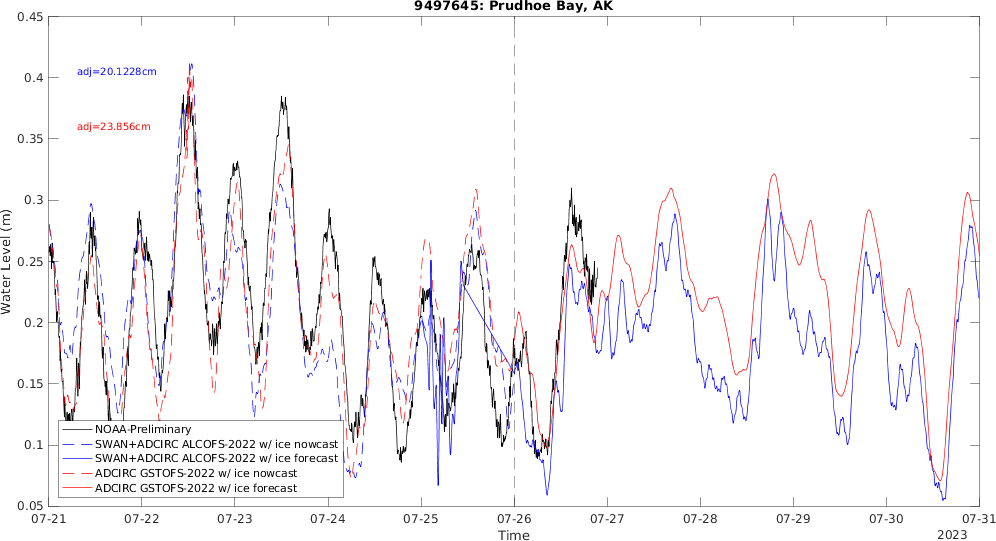 9497645: Prudhoe Bay, AK
0.45
0.4
0.35
0.3
0.25
0.2
0.15
0.1
0.05
Water Level (m)
adj=20.1228cm
adj=23.856cm
NOAA-Preliminary
SWAN+ADCIRC ALCOFS-2022 w/ ice nowcast
SWAN+ADCIRC ALCOFS-2022 w/ ice forecast
ADCIRC GSTOFS-2022 w/ ice nowcast
ADCIRC GSTOFS-2022 w/ ice forecast
07-21 07-22 07-23 07-24 07-25 07-26 07-27 07-28 07-29 07-30 07-31
Time
2023